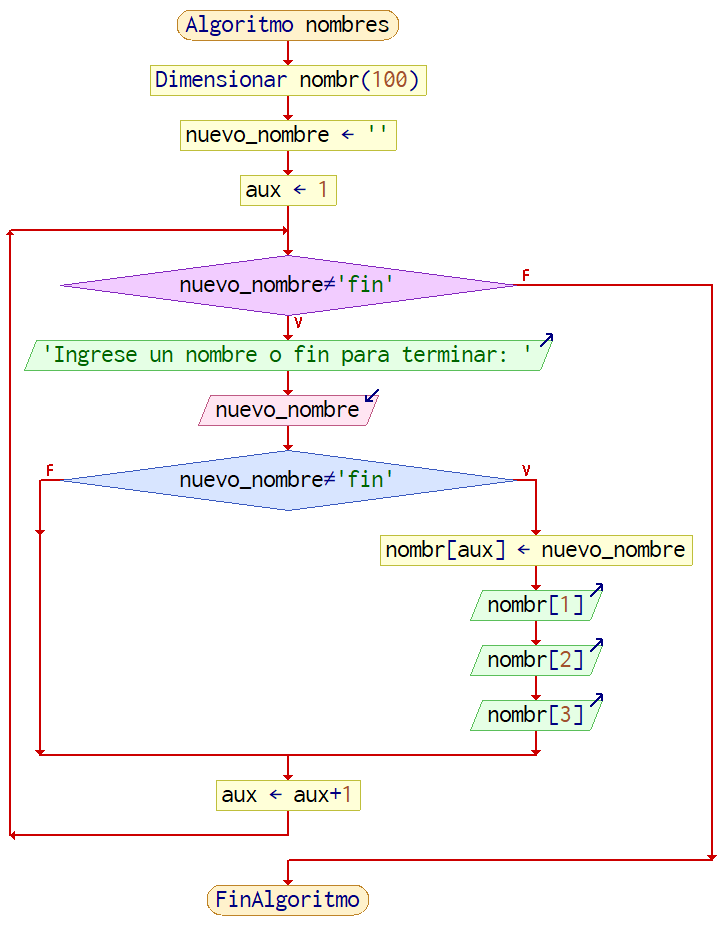 Algoritmo nombres
Dimensionar nombr(100)
nuevo_nombre ← ''
aux ← 1
nuevo_nombre≠'fin'
F
V
'Ingrese un nombre o fin para terminar: '
nuevo_nombre
F
nuevo_nombre≠'fin'
V
nombr[aux] ← nuevo_nombre
nombr[1]
nombr[2]
nombr[3]
aux ← aux+1
FinAlgoritmo